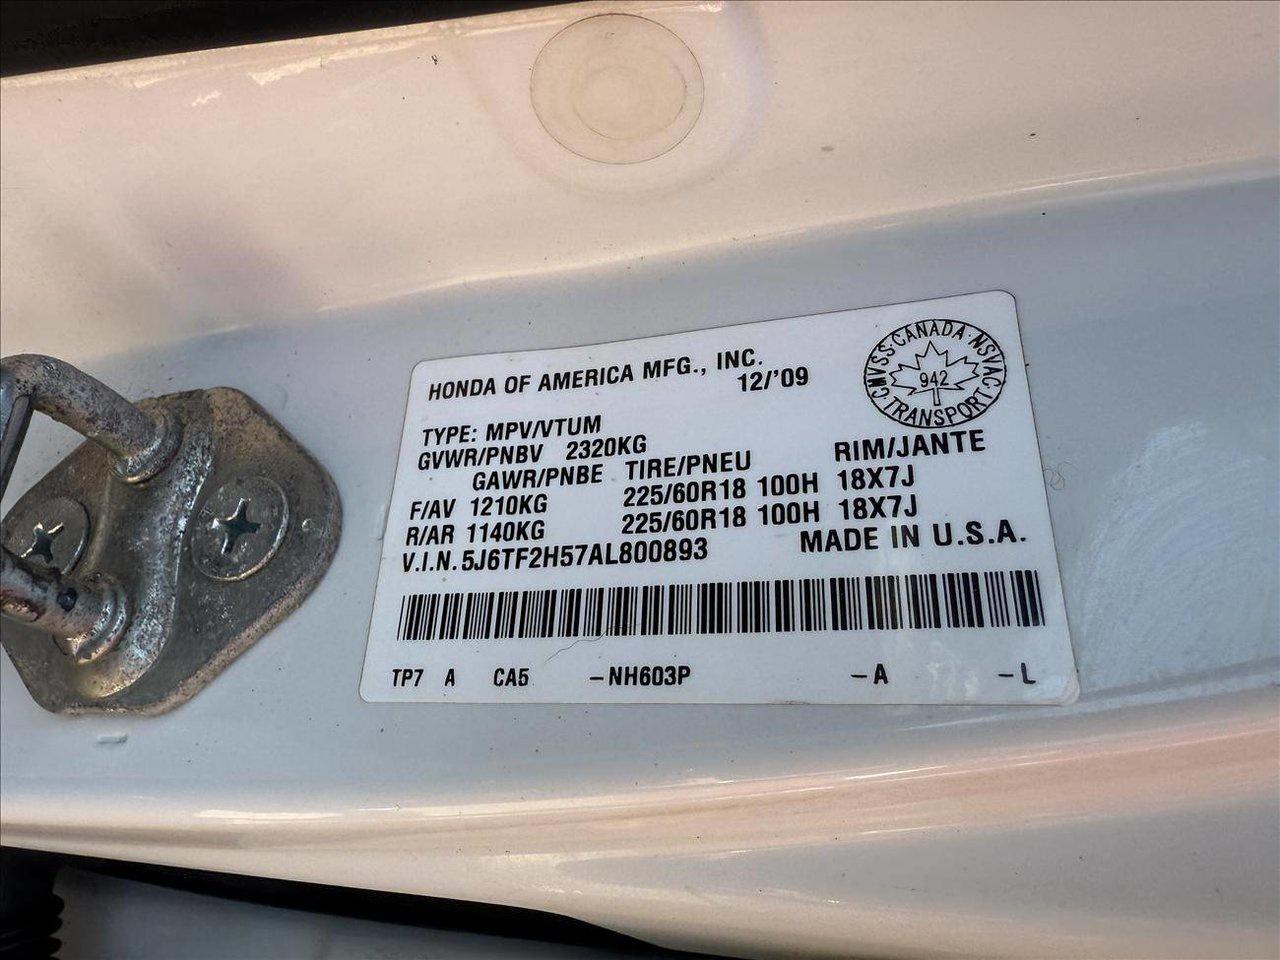 HONDA OF AMERICA MFG., INC.
12/'09
CMVSS·CANADA·NSVAC·TRANSPORT·
942
TYPE: MPV/VTUM
GVWR/PNBV 2320KG
GAWR/PNBE TIRE/PNEU RIM/JANTE
F/AV 1210KG 225/60R18 100H 18X7J
R/AR 1140KG 225/60R18 100H 18X7J
V.I.N. 5J6TF2H57AL800893 MADE IN U.S.A.
TP7 A CA5 -NH603P -A -L